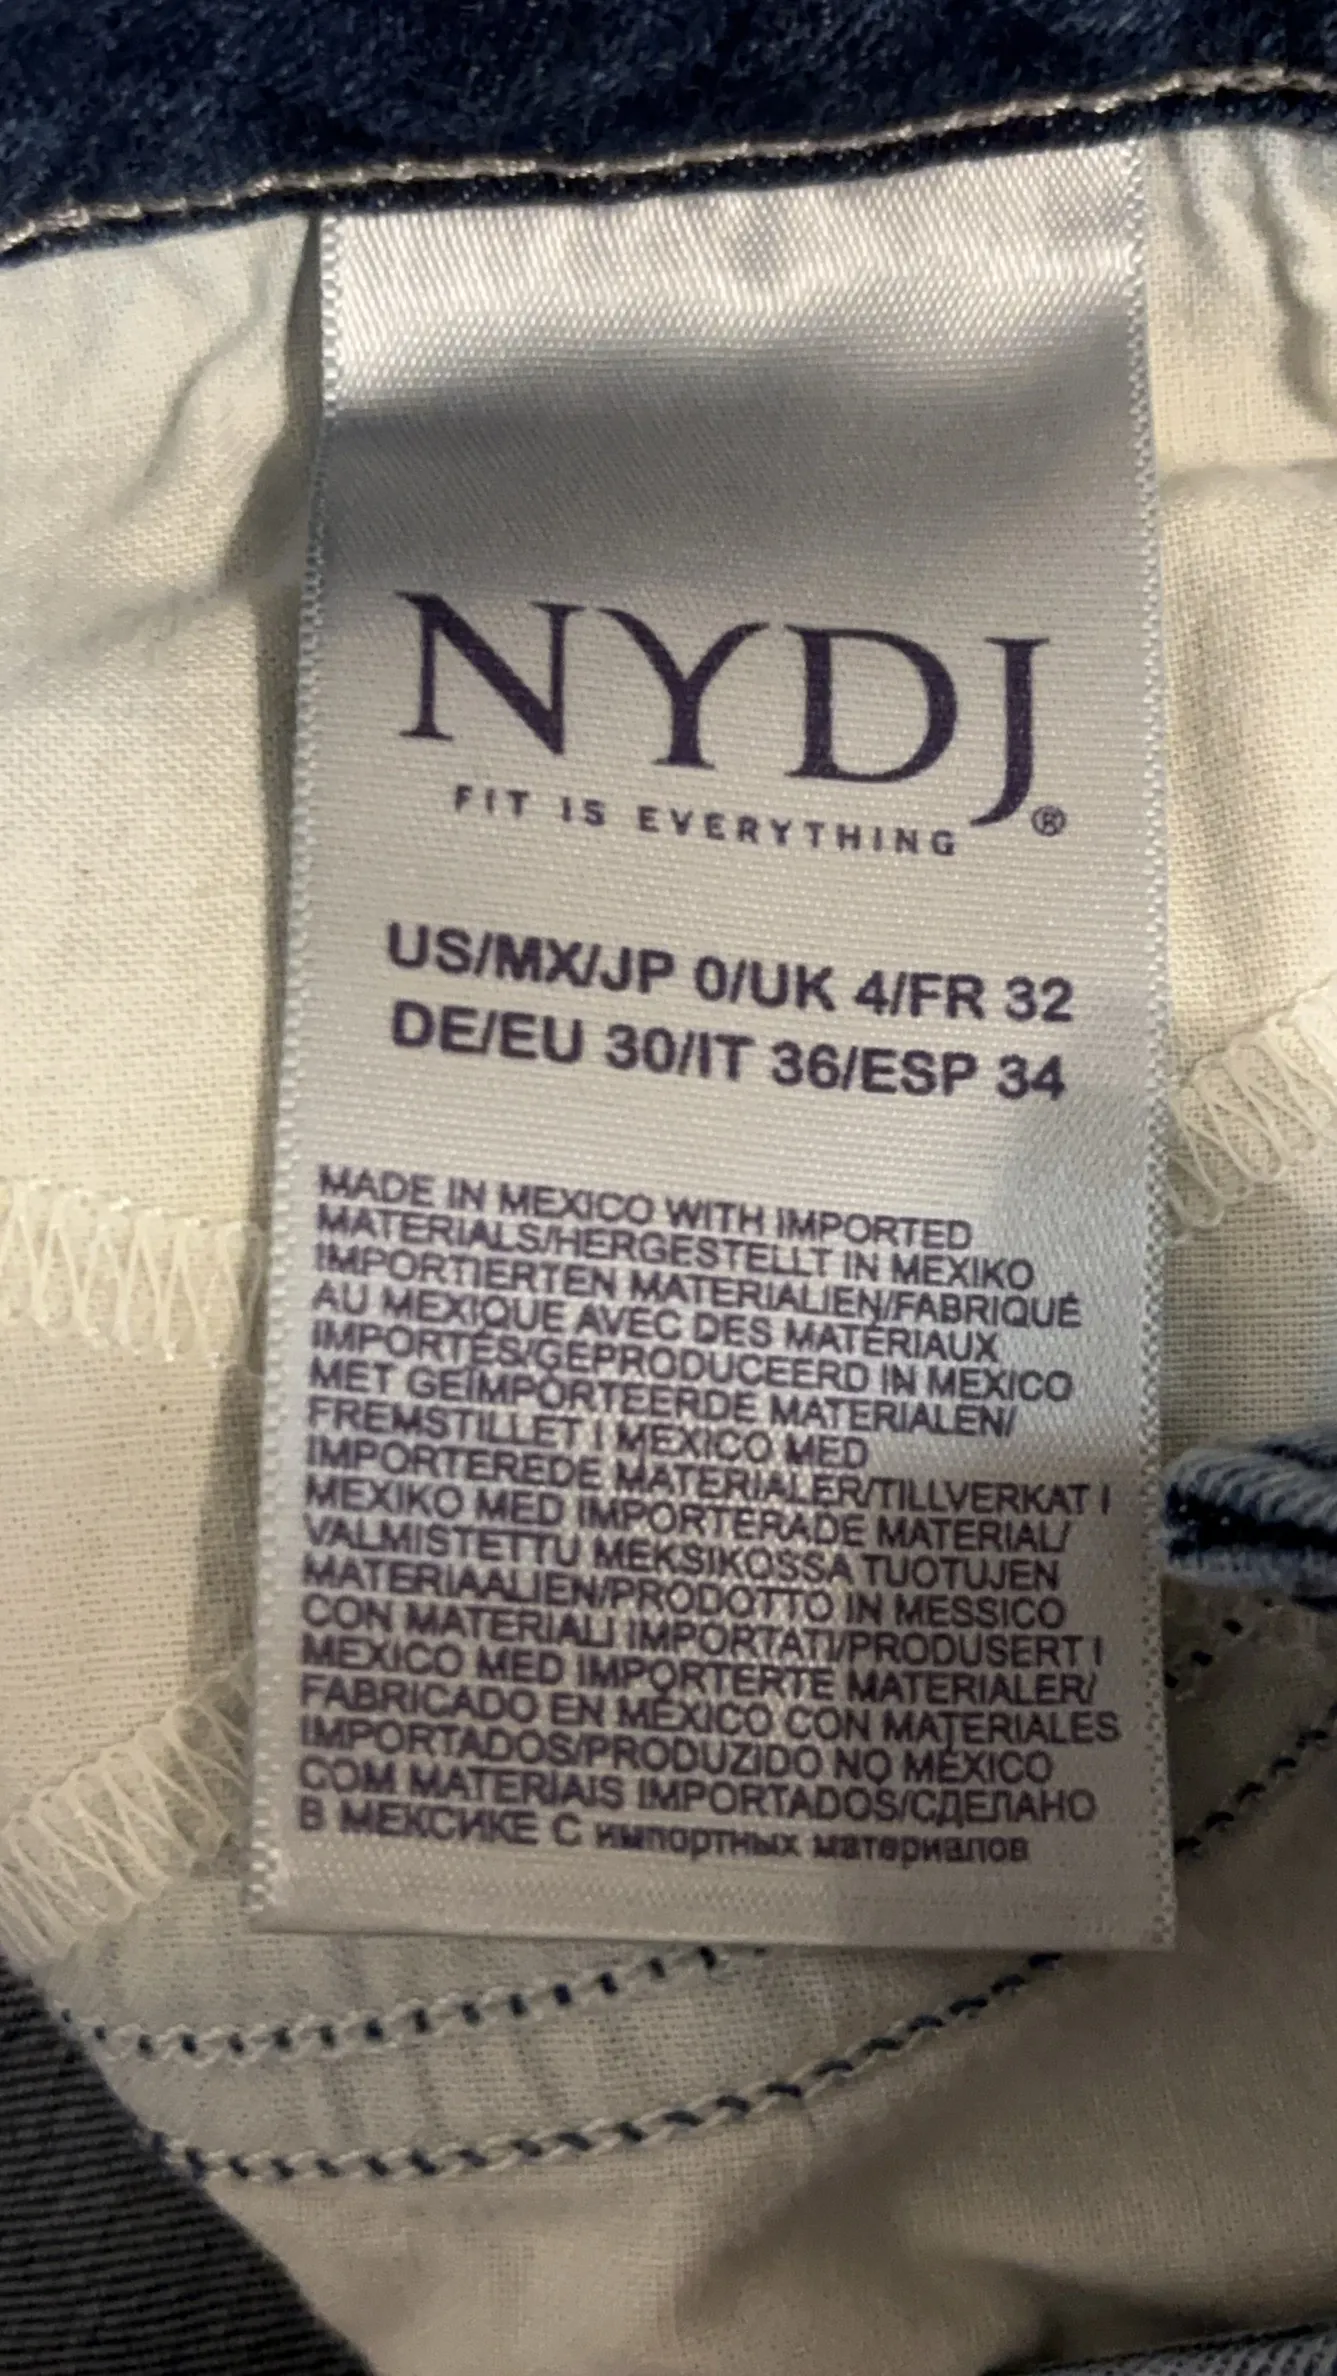 NYDJ®
FIT IS EVERYTHING
US/MX/JP 0/UK 4/FR 32
DE/EU 30/IT 36/ESP 34
MADE IN MEXICO WITH IMPORTED
MATERIALS/HERGESTELLT IN MEXIKO
IMPORTIERTEN MATERIALIEN/FABRIQUÉ
AU MEXIQUE AVEC DES MATÉRIAUX
IMPORTÉS/GEPRODUCEERD IN MEXICO
MET GEÏMPORTEERDE MATERIALEN/
FREMSTILLET I MEXICO MED
IMPORTEREDE MATERIALER/TILLVERKAT I
MEXIKO MED IMPORTERADE MATERIAL/
VALMISTETTU MEKSIKOSSA TUOTUJEN
MATERIAALIEN/PRODOTTO IN MESSICO
CON MATERIALI IMPORTATI/PRODUSERT I
MEXICO MED IMPORTERTE MATERIALER/
FABRICADO EN MÉXICO CON MATERIALES
IMPORTADOS/PRODUZIDO NO MÉXICO
COM MATERIAIS IMPORTADOS/СДЕЛАНО
В МЕКСИКЕ С импортных материалов